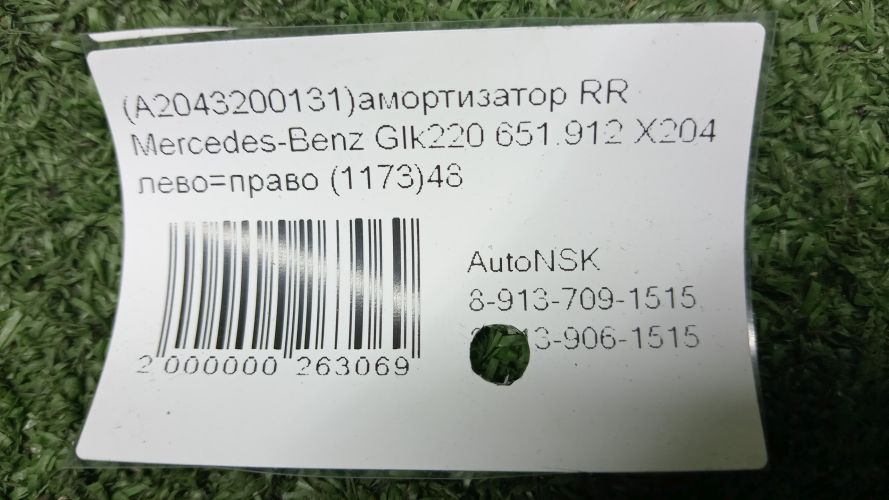 (A2043200131)амортизатор RR
Mercedes-Benz Glk220 651.912 X204
лево=право (1173)48
AutoNSK
8-913-709-1515
3-906-1515
2 000000 263069